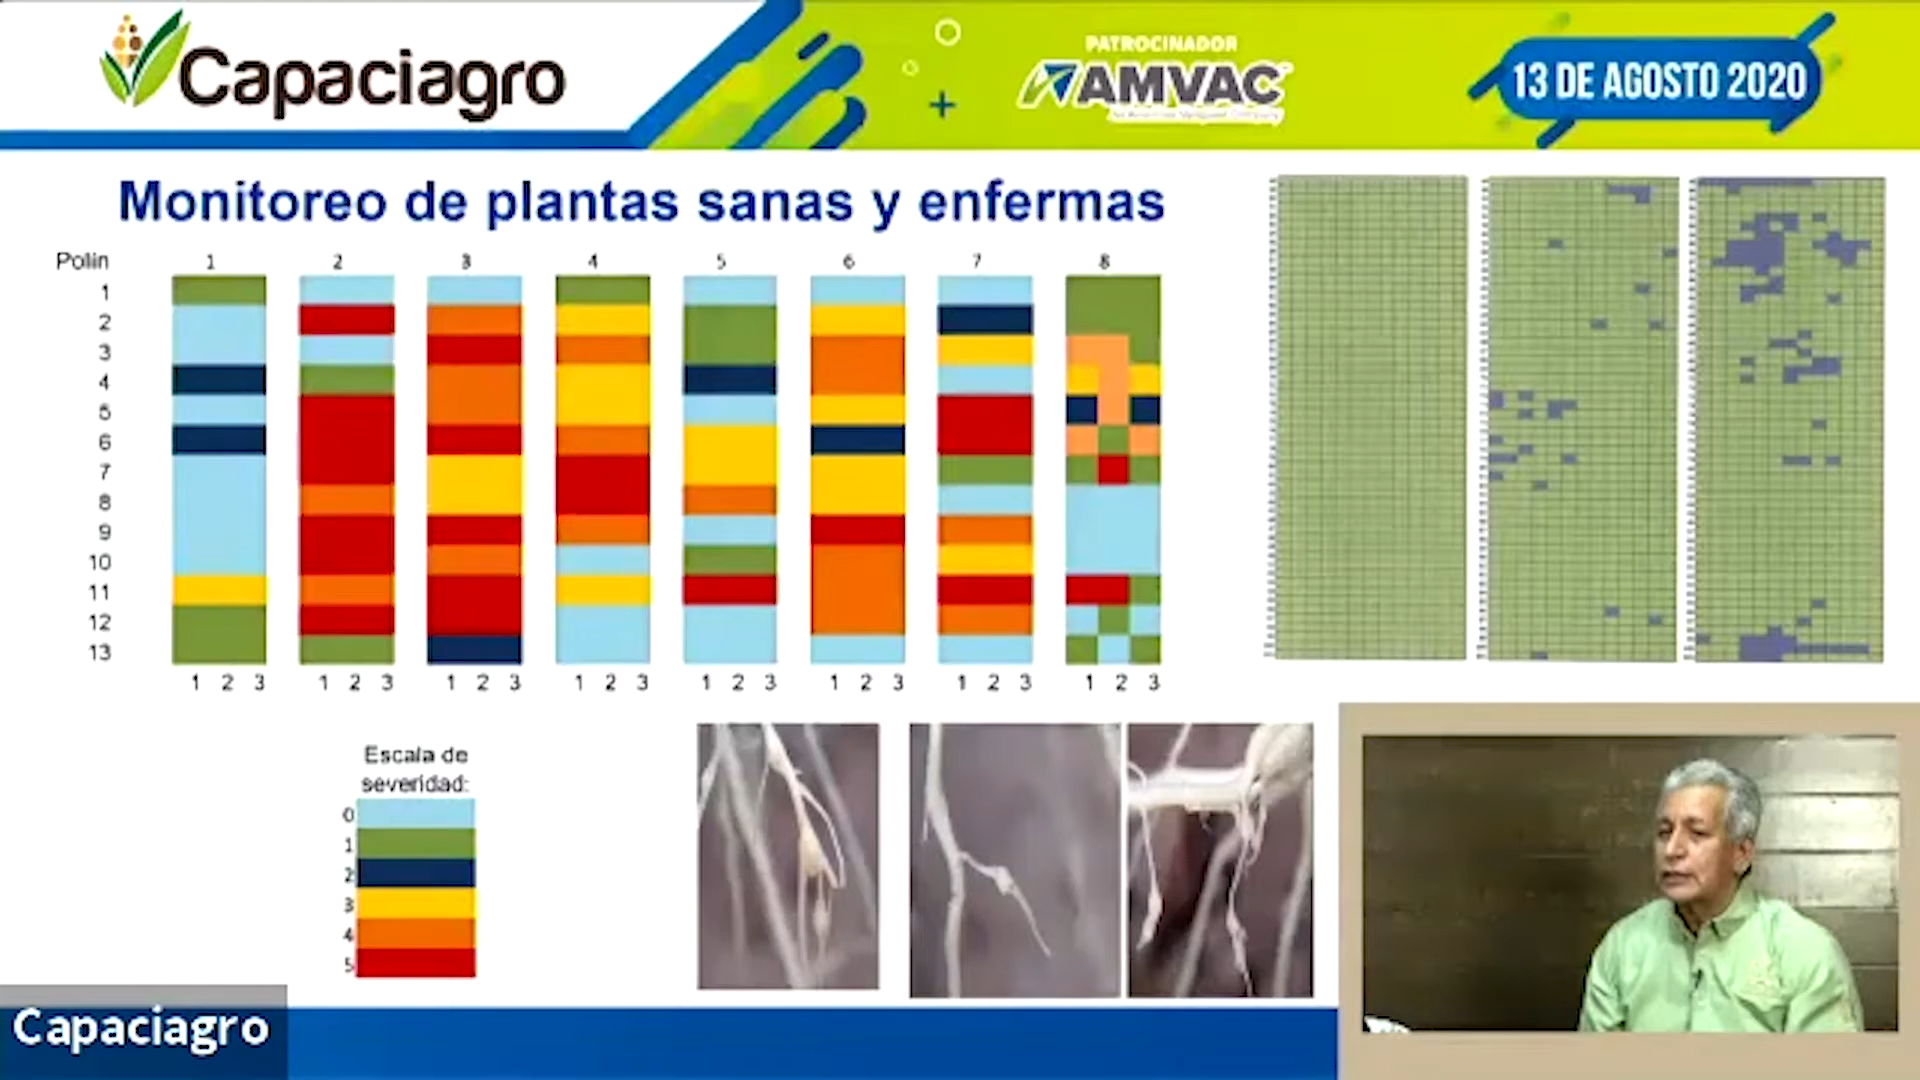 Capaciagro
PATROCINADOR
AMVAC
13 DE AGOSTO 2020
Monitoreo de plantas sanas y enfermas
Polín 1 2 3 4 5 6 7 8
1
2
3
4
5
6
7
8
9
10
11
12
13
1 2 3 1 2 3 1 2 3 1 2 3 1 2 3 1 2 3 1 2 3 1 2 3
Escala de
severidad:
0
1
2
3
4
5
Capaciagro